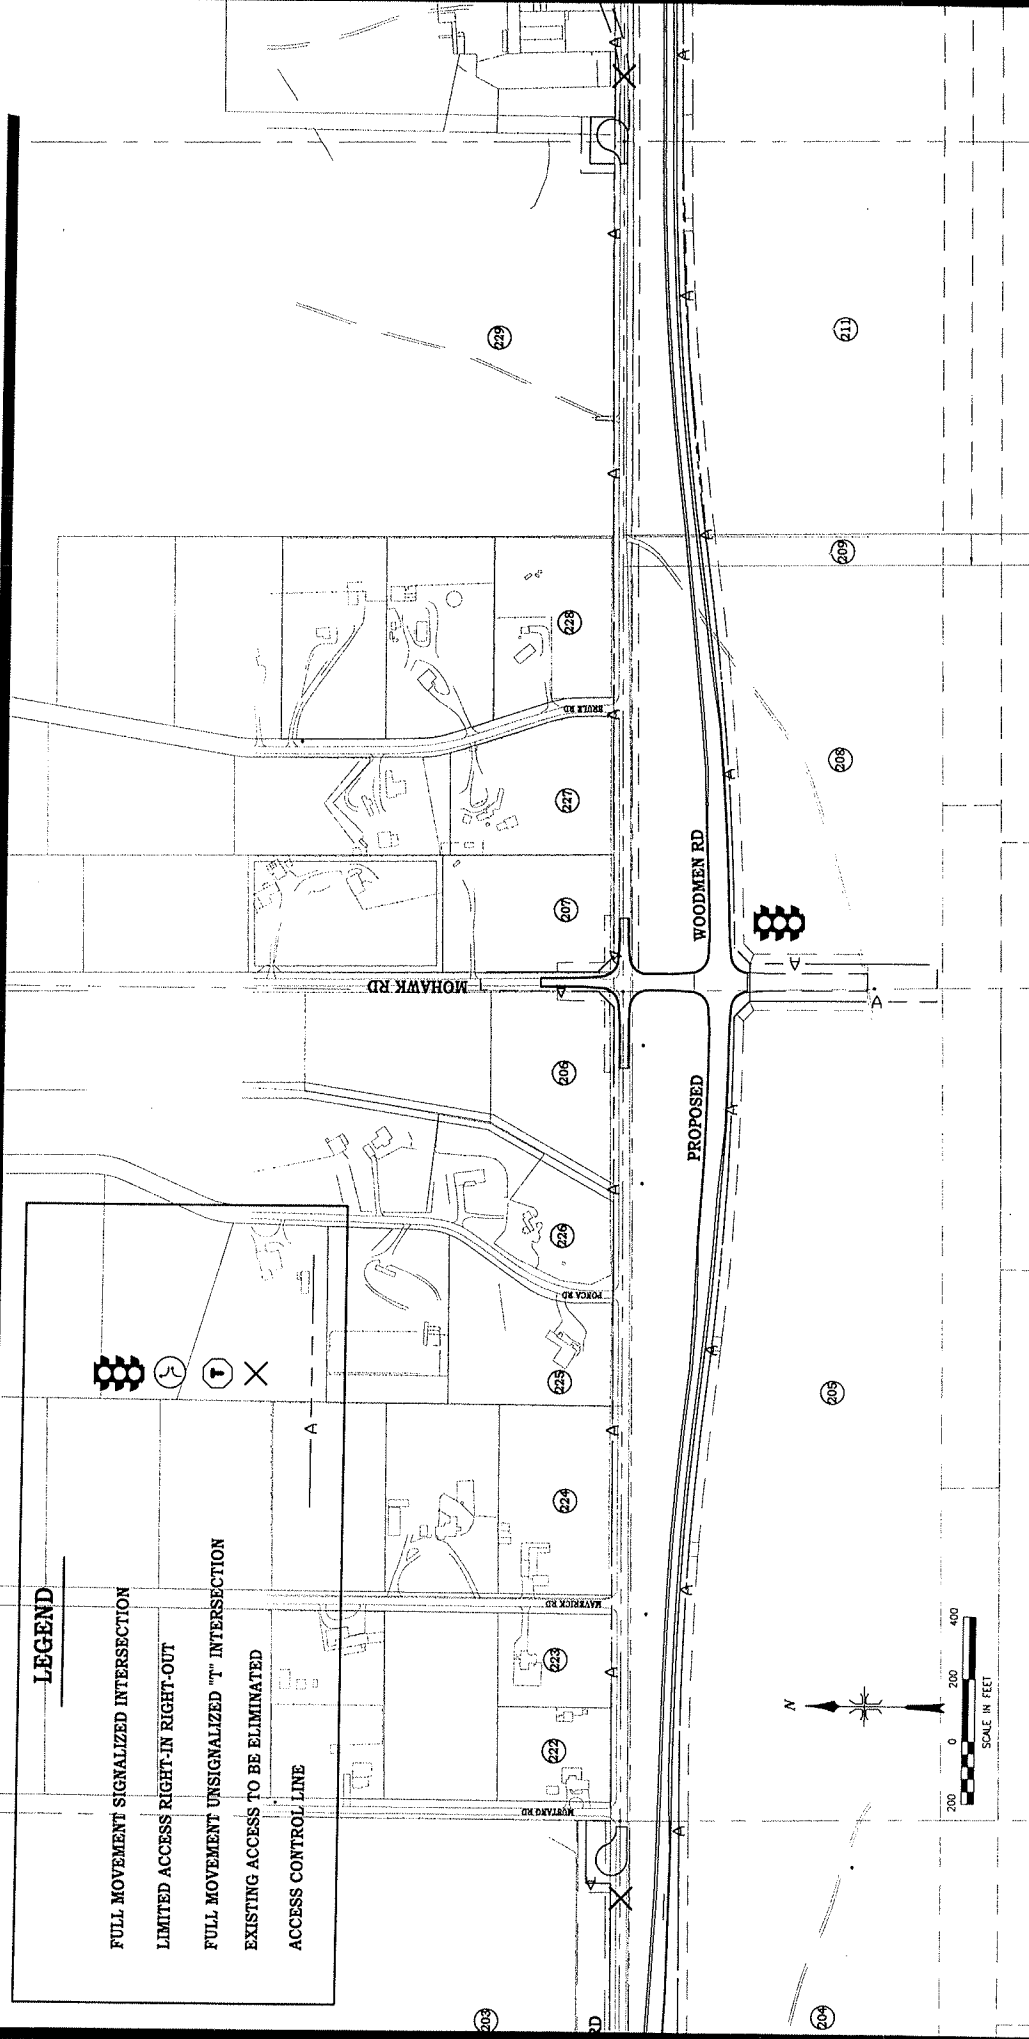 LEGEND
FULL MOVEMENT SIGNALIZED INTERSECTION
LIMITED ACCESS RIGHT-IN RIGHT-OUT
FULL MOVEMENT UNSIGNALIZED "T" INTERSECTION
T
EXISTING ACCESS TO BE ELIMINATED
ACCESS CONTROL LINE
A
203
222
223
224
225
226
206
207
227
228
229
MUSTANG RD
MAVERICK RD
PONCA RD
MOHAWK RD
BRULE RD
RD
A
A
A
A
A
A
A
A
A
A
A
PROPOSED
WOODMEN RD
A
A
A
A
A
A
A
A
A
A
A
204
205
208
209
211
N
200
0
200
400
SCALE IN FEET